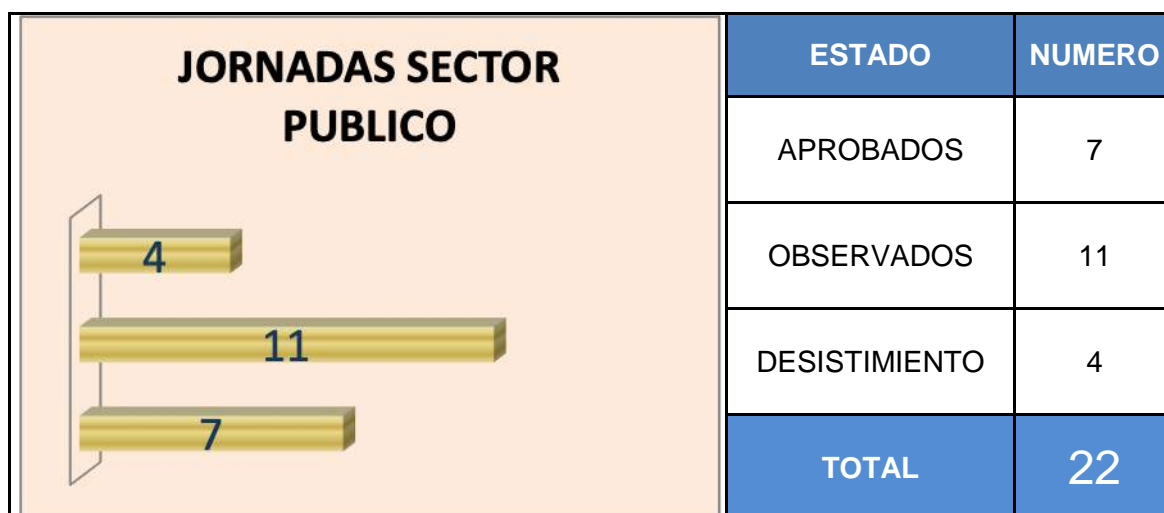 JORNADAS SECTOR
PUBLICO
4
11
7
ESTADO NUMERO
APROBADOS 7
OBSERVADOS 11
DESISTIMIENTO 4
TOTAL 22